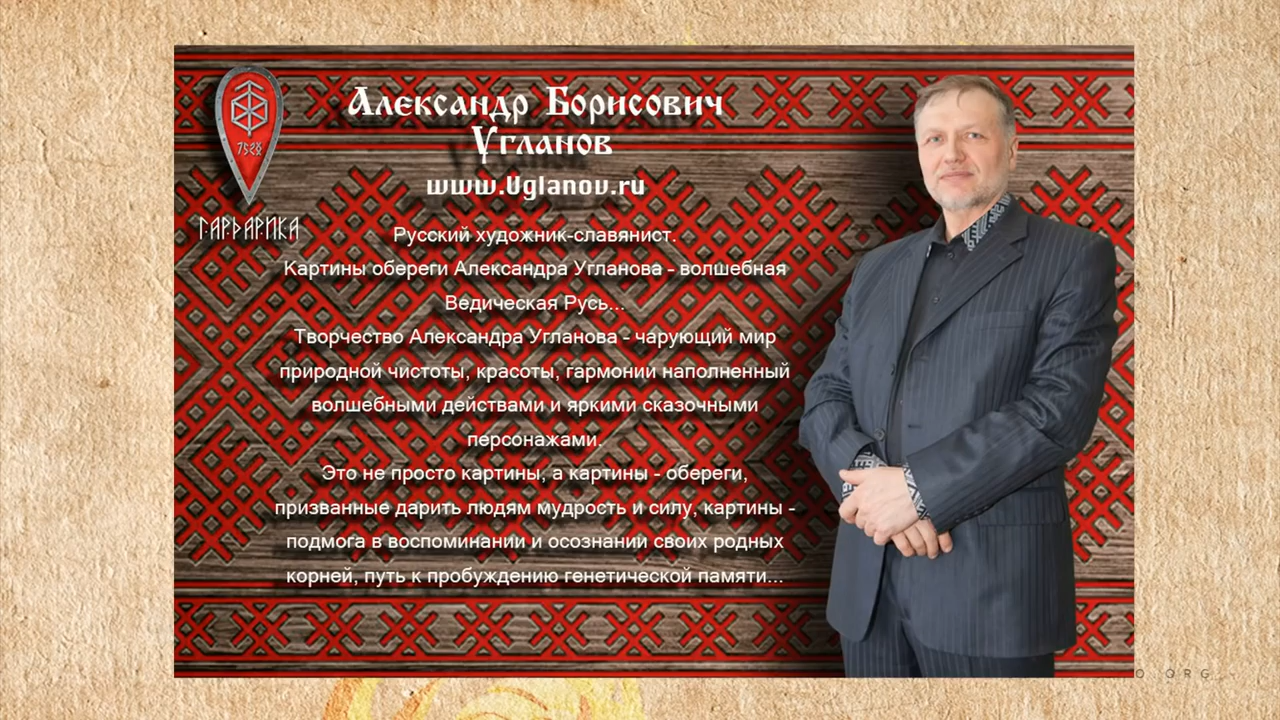 Александр Борисович
Угланов
www.Uglanov.ru
752
ГАРДАРИКА
Русский художник-славянист.
Картины обереги Александра Угланова - волшебная
Ведическая Русь...
Творчество Александра Угланова - чарующий мир
природной чистоты, красоты, гармонии наполненный
волшебными действами и яркими сказочными
персонажами.
Это не просто картины, а картины - обереги,
призванные дарить людям мудрость и силу, картины -
подмога в воспоминании и осознании своих родных
корней, путь к пробуждению генетической памяти...
O ORG